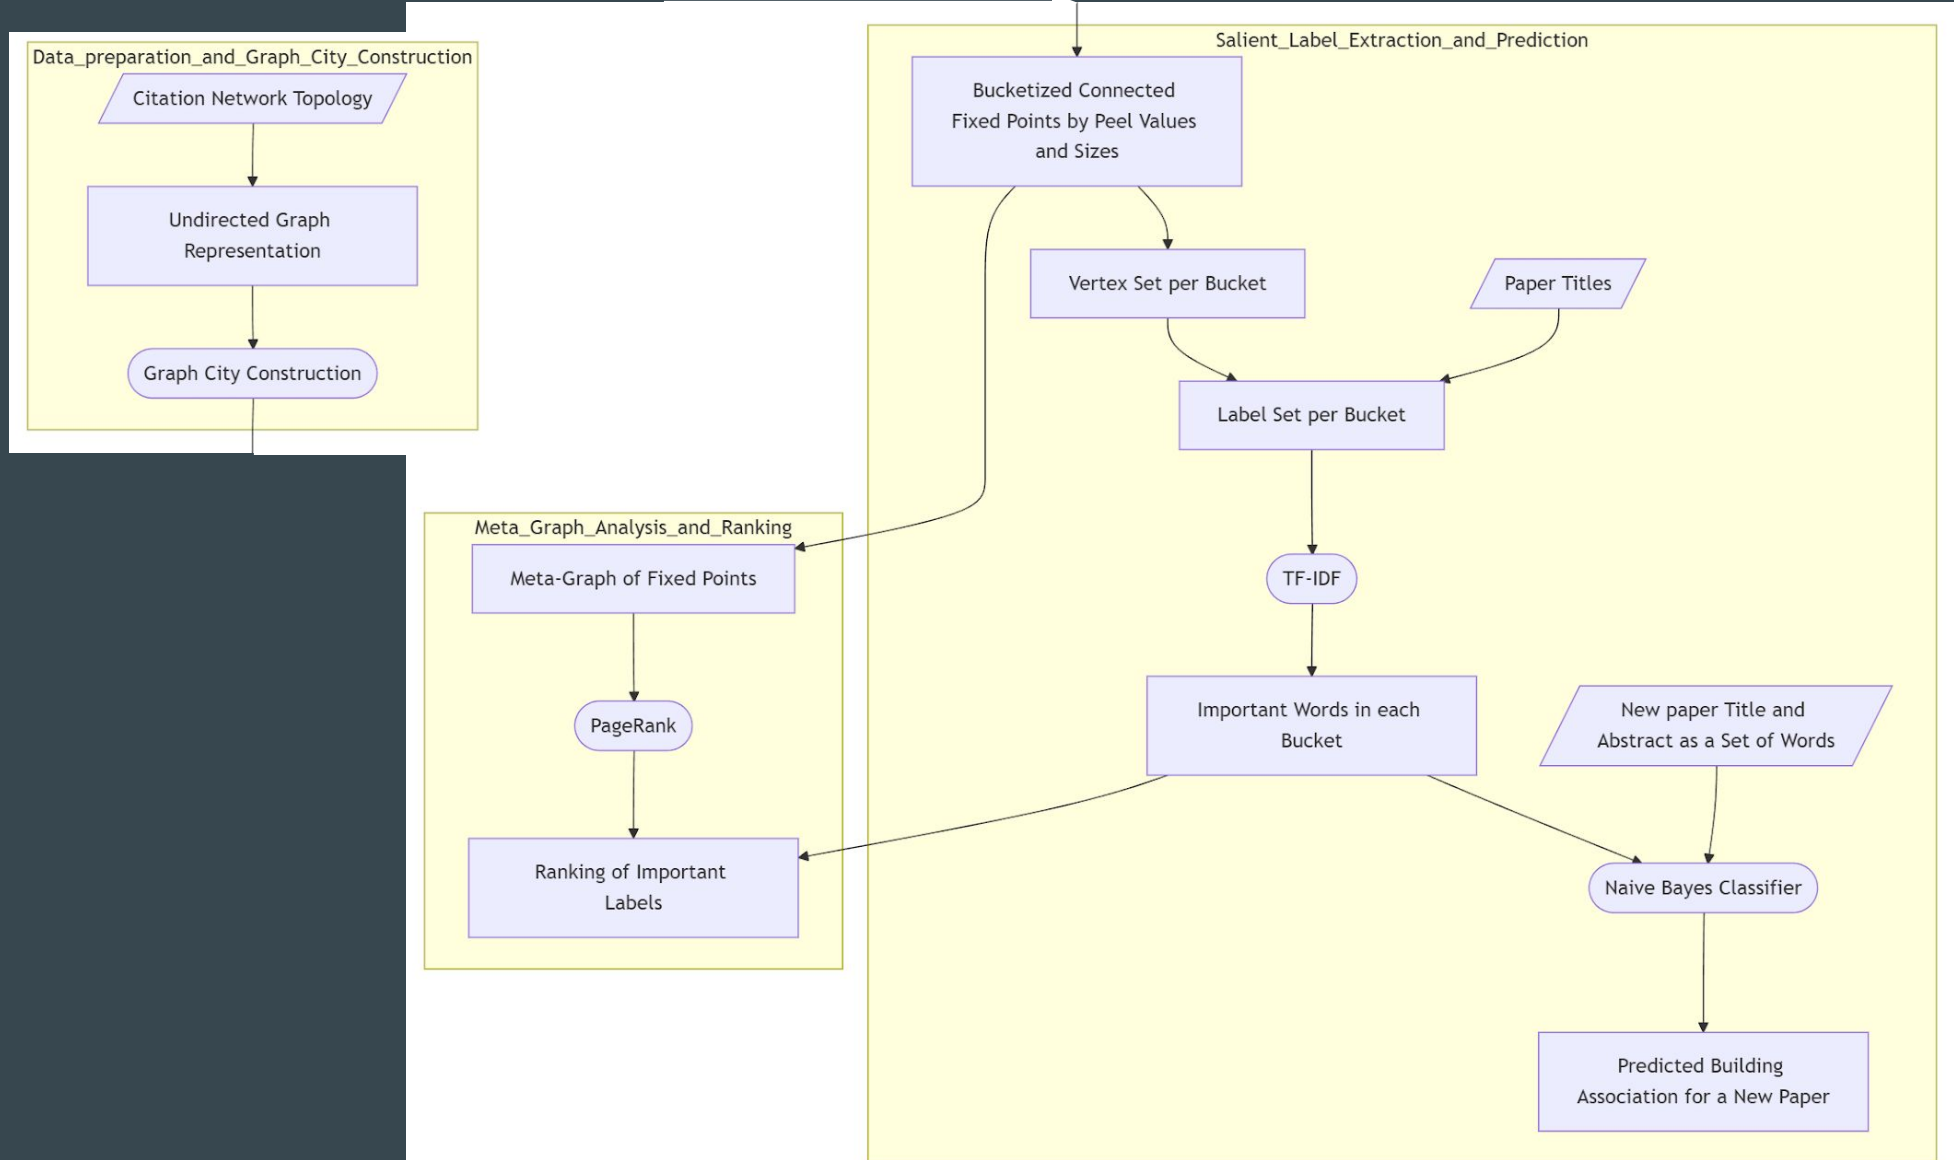 Data_preparation_and_Graph_City_Construction
Citation Network Topology
Undirected Graph
Representation
Graph City Construction
Salient_Label_Extraction_and_Prediction
Bucketized Connected
Fixed Points by Peel Values
and Sizes
Vertex Set per Bucket
Paper Titles
Label Set per Bucket
Meta_Graph_Analysis_and_Ranking
Meta-Graph of Fixed Points
TF-IDF
PageRank
Important Words in each
Bucket
New paper Title and
Abstract as a Set of Words
Ranking of Important
Labels
Naive Bayes Classifier
Predicted Building
Association for a New Paper